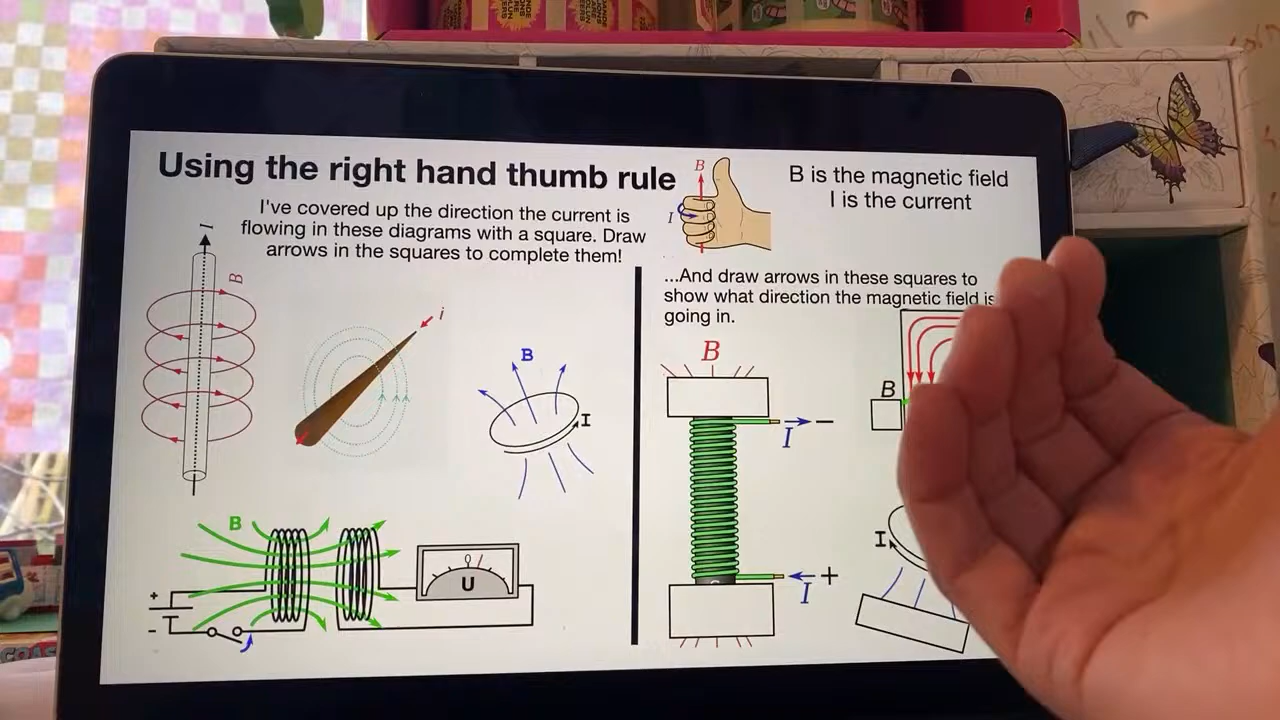 Using the right hand thumb rule
I've covered up the direction the current is
flowing in these diagrams with a square. Draw
arrows in the squares to complete them!
B
I
B is the magnetic field
I is the current
I
B
i
B
I
B
+
-
0
U
...And draw arrows in these squares to
show what direction the magnetic field is
going in.
B
I
−
I
+
B
I